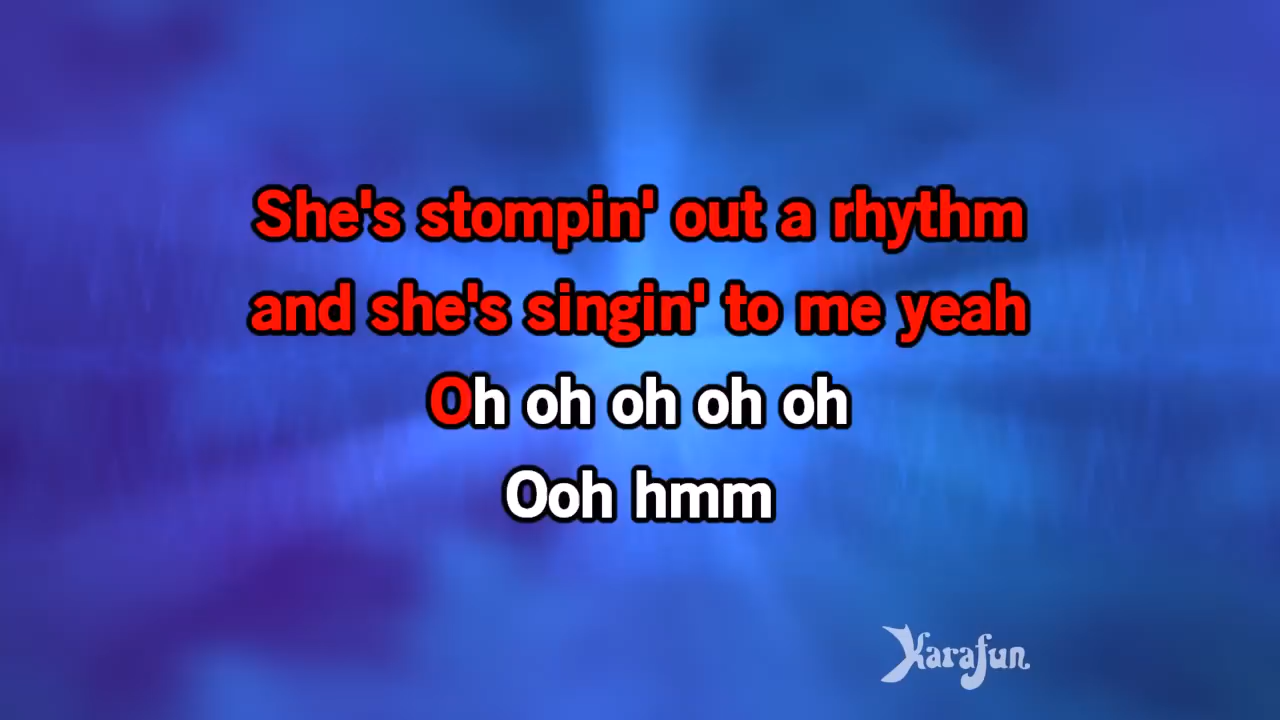 She's stompin' out a rhythm
and she's singin' to me yeah
Oh oh oh oh oh
Ooh hmm
Karafun